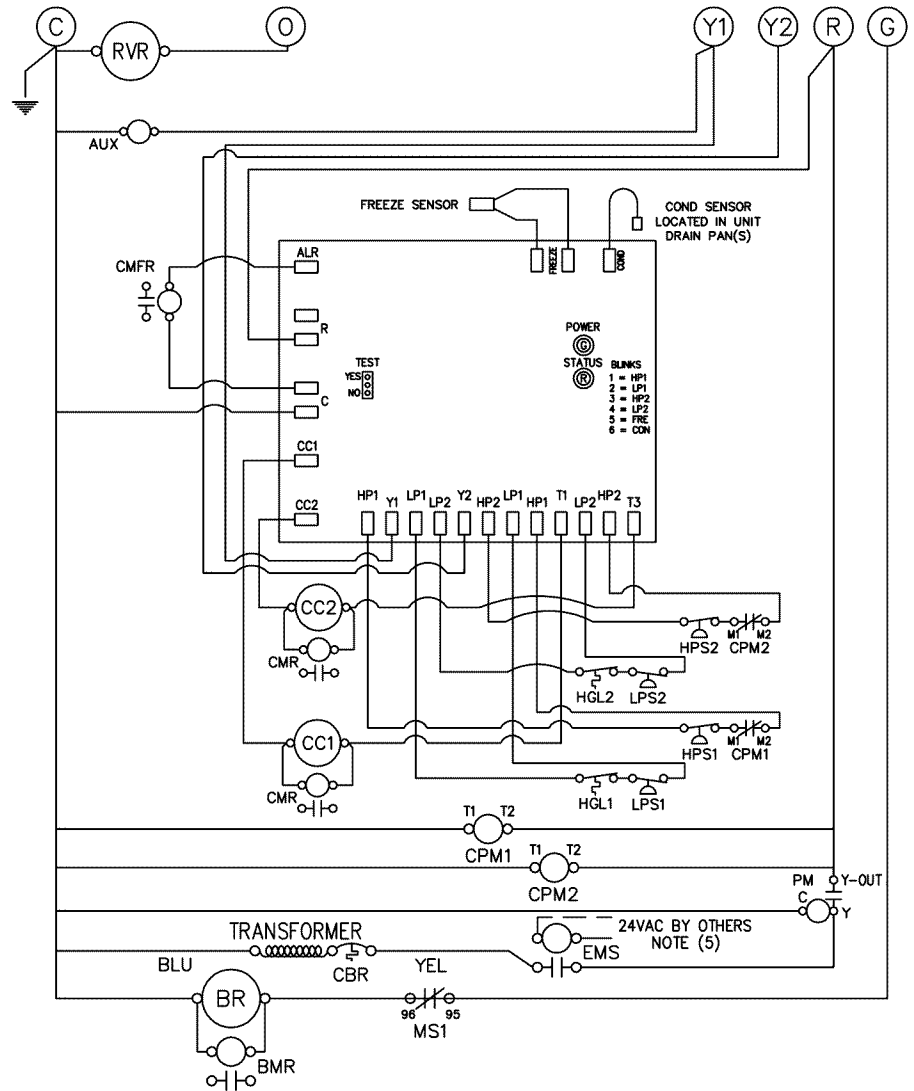 C
RVR
O
Y1
Y2
R
G
AUX
FREEZE SENSOR
COND SENSOR
LOCATED IN UNIT
DRAIN PAN(S)
CMFR
ALR
FREEZE
COND
R
POWER
G
STATUS
R
BLINKS
1 = HP1
2 = LP1
3 = HP2
4 = LP2
5 = FRE
6 = CON
TEST
YES
NO
C
CC1
CC2
HP1
Y1
LP1
LP2
Y2
HP2
LP1
HP1
T1
LP2
HP2
T3
CC2
CMR
HPS2
M1
M2
CPM2
HGL2
LPS2
CC1
CMR
HPS1
M1
M2
CPM1
HGL1
LPS1
T1
T2
CPM1
T1
T2
CPM2
PM
Y-OUT
C
Y
TRANSFORMER
24VAC BY OTHERS
NOTE (5)
EMS
BLU
CBR
YEL
BR
96
95
MS1
BMR